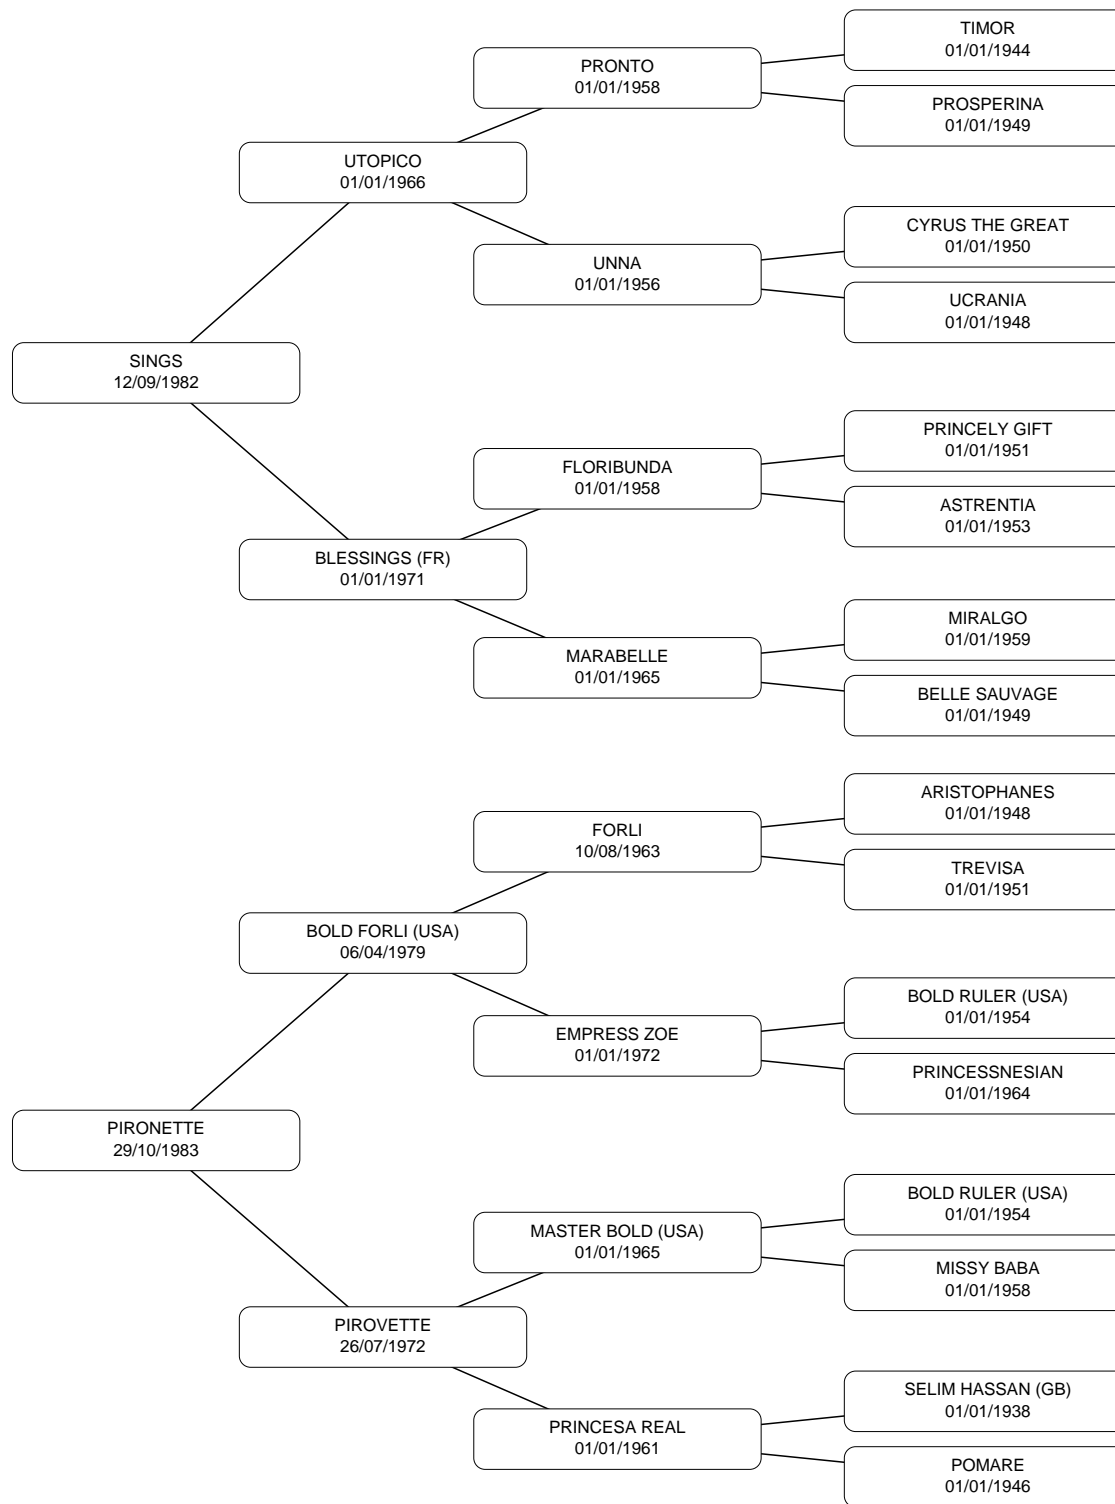 TIMOR
01/01/1944
PRONTO
01/01/1958
PROSPERINA
01/01/1949
UTOPICO
01/01/1966
CYRUS THE GREAT
01/01/1950
UNNA
01/01/1956
UCRANIA
01/01/1948
SINGS
12/09/1982
PRINCELY GIFT
01/01/1951
FLORIBUNDA
01/01/1958
ASTRENTIA
01/01/1953
BLESSINGS (FR)
01/01/1971
MIRALGO
01/01/1959
MARABELLE
01/01/1965
BELLE SAUVAGE
01/01/1949
ARISTOPHANES
01/01/1948
FORLI
10/08/1963
TREVISA
01/01/1951
BOLD FORLI (USA)
06/04/1979
BOLD RULER (USA)
01/01/1954
EMPRESS ZOE
01/01/1972
PRINCESSNESIAN
01/01/1964
PIRONETTE
29/10/1983
BOLD RULER (USA)
01/01/1954
MASTER BOLD (USA)
01/01/1965
MISSY BABA
01/01/1958
PIROVETTE
26/07/1972
SELIM HASSAN (GB)
01/01/1938
PRINCESA REAL
01/01/1961
POMARE
01/01/1946